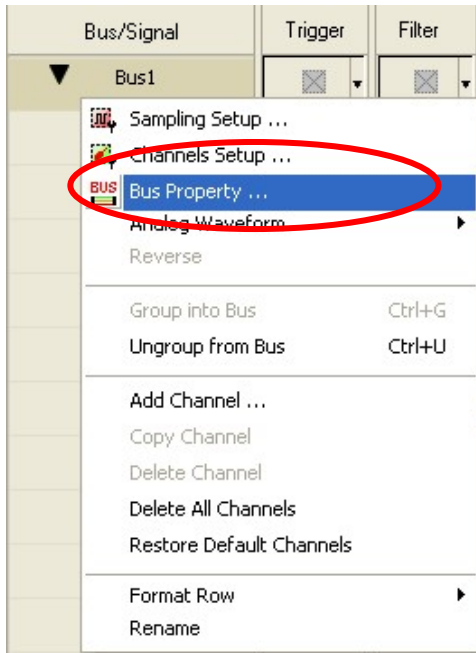 Bus/Signal Trigger Filter
Bus1
Sampling Setup ...
Channels Setup ...
BUS Bus Property ...
Analog Waveform
Reverse
Group into Bus Ctrl+G
Ungroup from Bus Ctrl+U
Add Channel ...
Copy Channel
Delete Channel
Delete All Channels
Restore Default Channels
Format Row
Rename